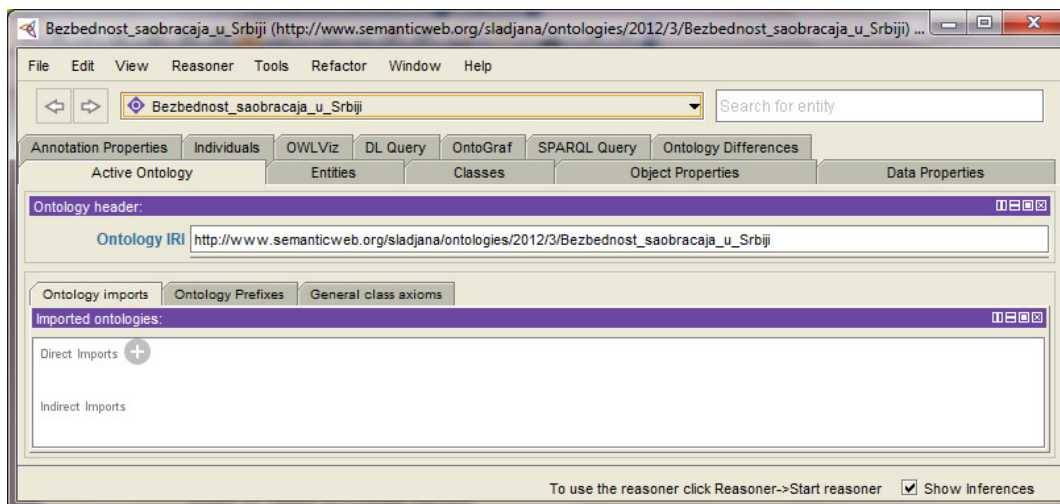 Bezbednost_saobracaja_u_Srbiji (http://www.semanticweb.org/sladjana/ontologies/2012/3/Bezbednost_saobracaja_u_Srbiji) ...
File Edit View Reasoner Tools Refactor Window Help
Bezbednost_saobracaja_u_Srbiji Search for entity
Annotation Properties Individuals OWLViz DL Query OntoGraf SPARQL Query Ontology Differences
Active Ontology Entities Classes Object Properties Data Properties
Ontology header:
Ontology IRI http://www.semanticweb.org/sladjana/ontologies/2012/3/Bezbednost_saobracaja_u_Srbiji
Ontology imports Ontology Prefixes General class axioms
Imported ontologies:
Direct Imports
Indirect Imports
To use the reasoner click Reasoner->Start reasoner Show Inferences